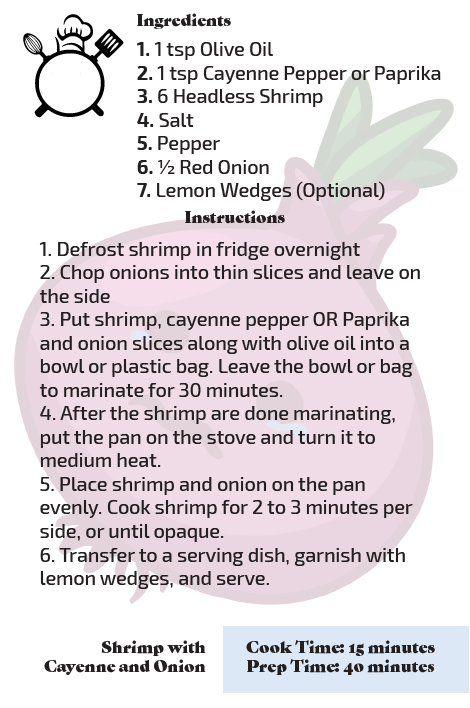 Ingredients
1. 1 tsp Olive Oil
2. 1 tsp Cayenne Pepper or Paprika
3. 6 Headless Shrimp
4. Salt
5. Pepper
6. ½ Red Onion
7. Lemon Wedges (Optional)
Instructions
1. Defrost shrimp in fridge overnight
2. Chop onions into thin slices and leave on
the side
3. Put shrimp, cayenne pepper OR Paprika
and onion slices along with olive oil into a
bowl or plastic bag. Leave the bowl or bag
to marinate for 30 minutes.
4. After the shrimp are done marinating,
put the pan on the stove and turn it to
medium heat.
5. Place shrimp and onion on the pan
evenly. Cook shrimp for 2 to 3 minutes per
side, or until opaque.
6. Transfer to a serving dish, garnish with
lemon wedges, and serve.
Shrimp with
Cayenne and Onion
Cook Time: 15 minutes
Prep Time: 40 minutes